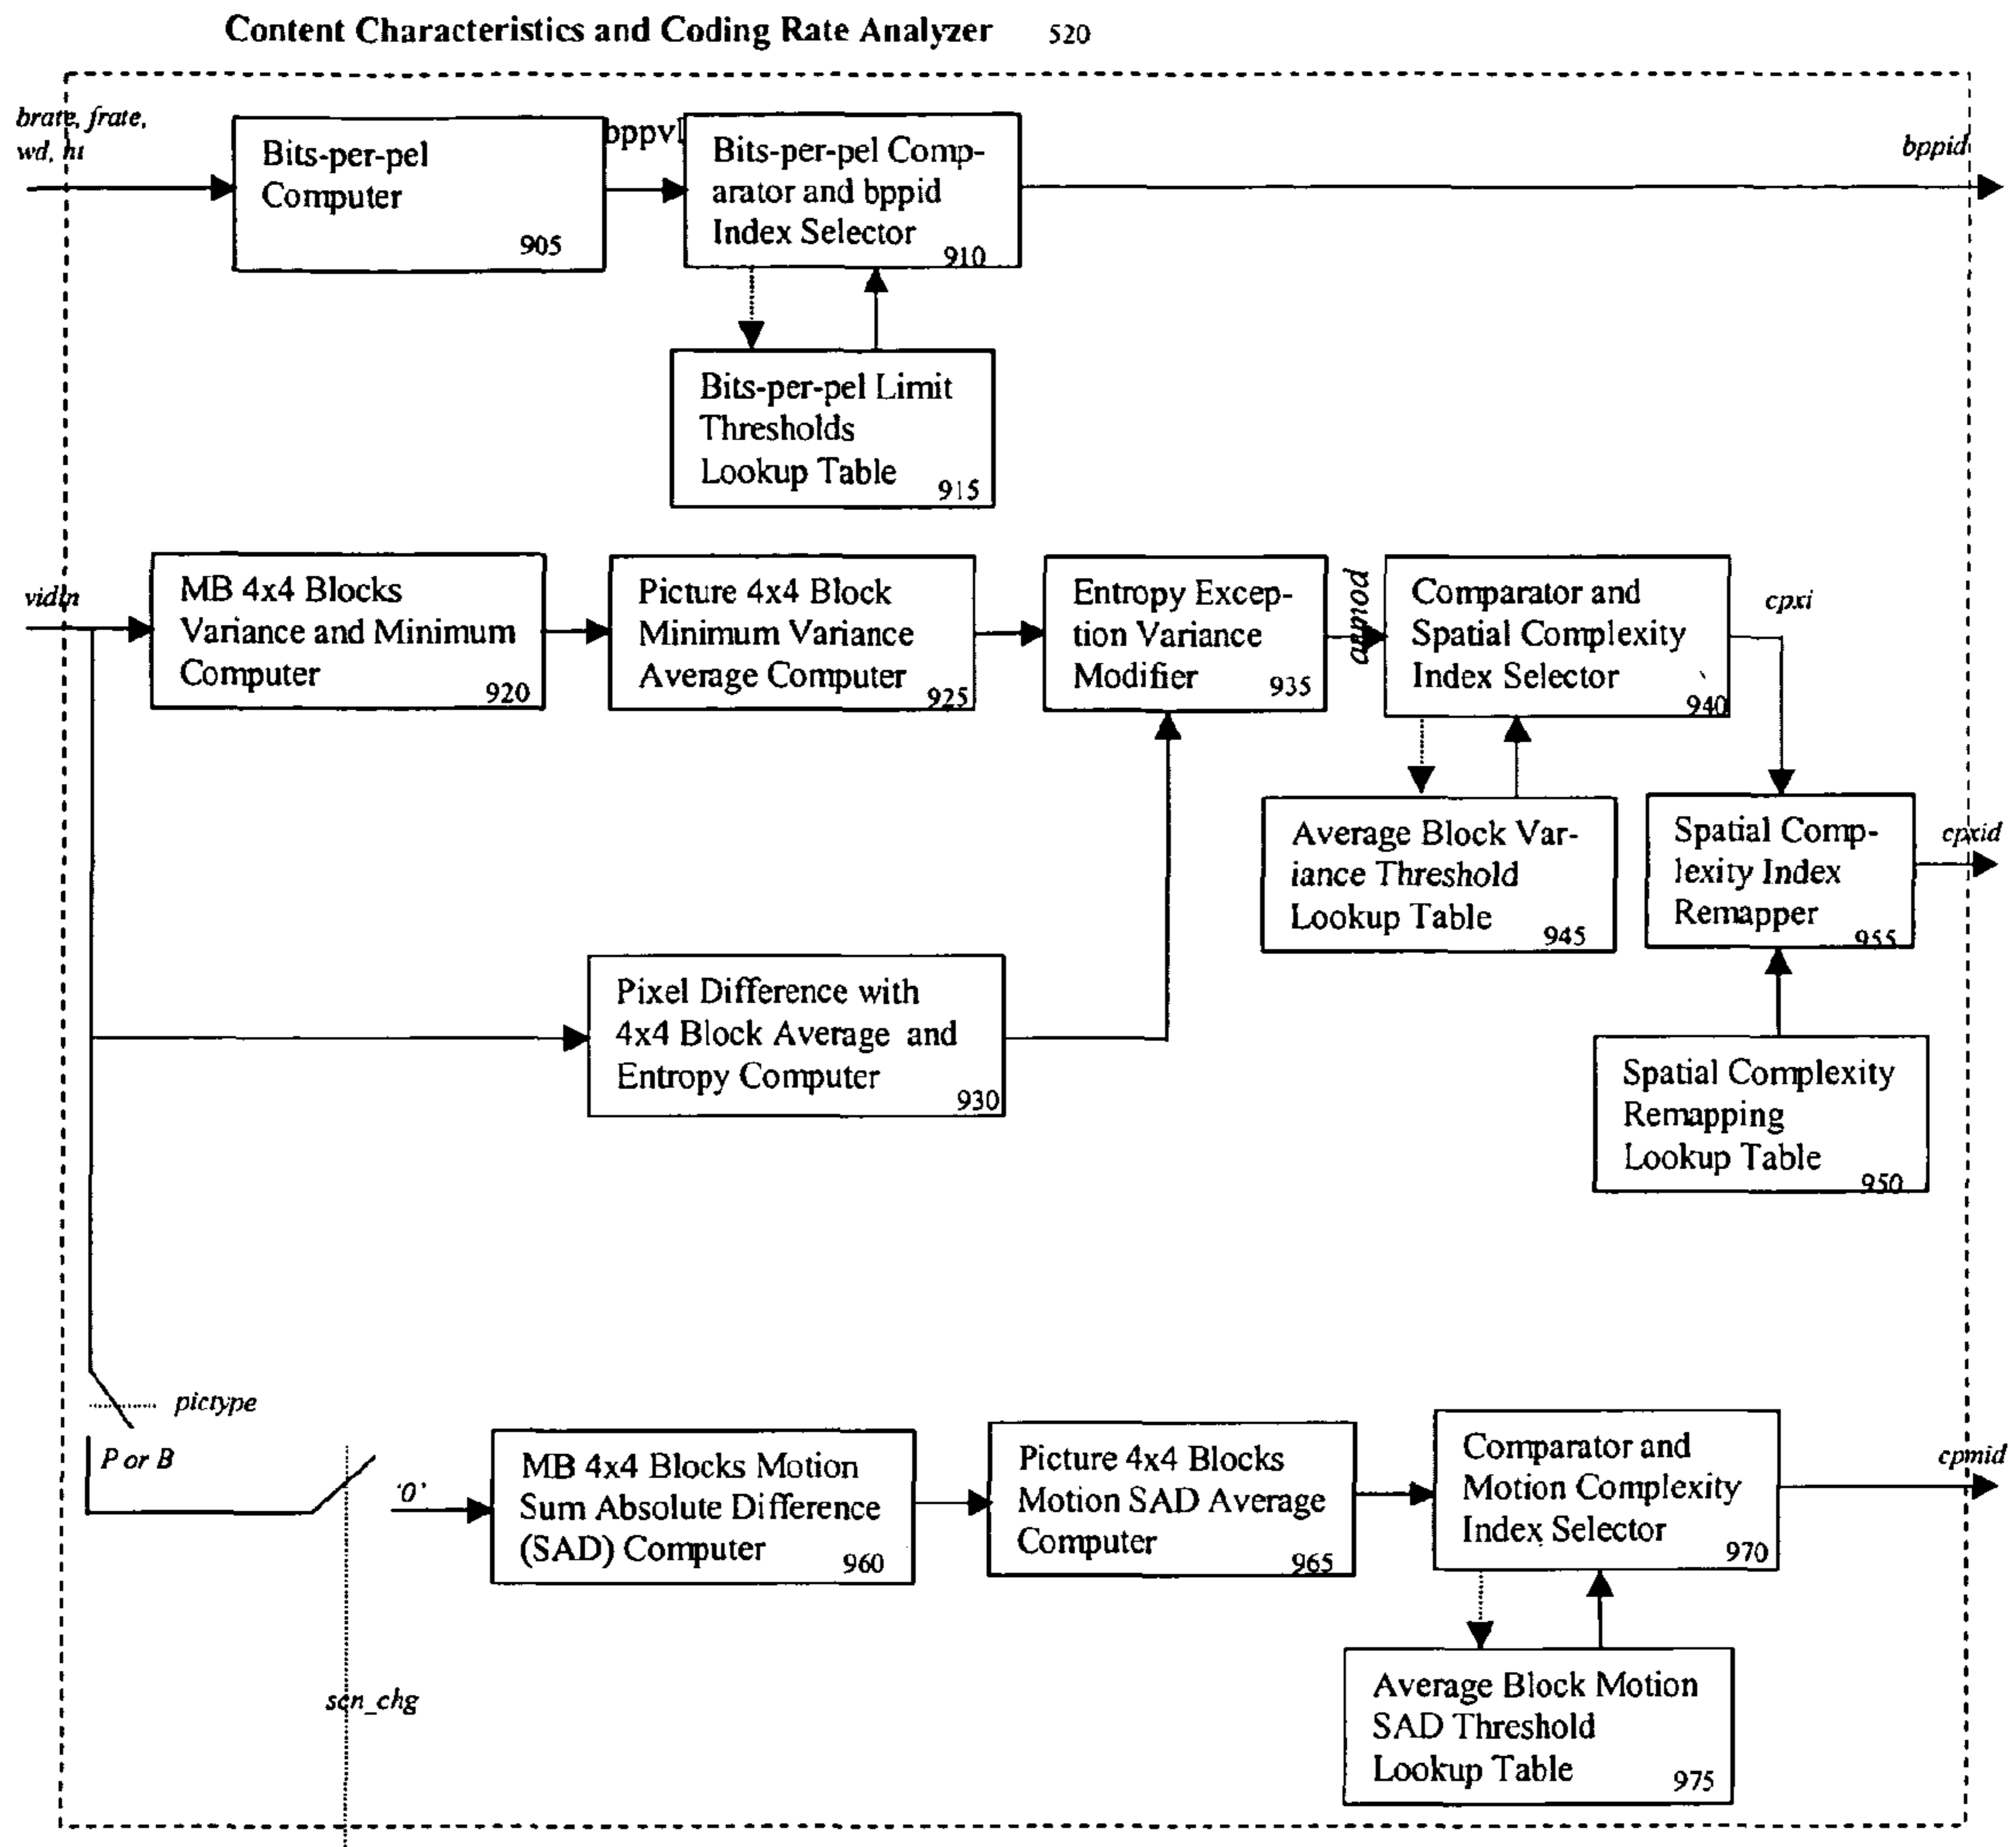 Content Characteristics and Coding Rate Analyzer 520
brate, frate,
wd, ht
Bits-per-pel
Computer
905
Bits-per-pel Comp-
arator and bppid
Index Selector
910
bppid
Bits-per-pel Limit
Thresholds
Lookup Table
915
vidIn
MB 4x4 Blocks
Variance and Minimum
Computer
920
Picture 4x4 Block
Minimum Variance
Average Computer
925
Entropy Excep-
tion Variance
Modifier
935
Comparator and
Spatial Complexity
Index Selector
940
cpxi
Average Block Var-
iance Threshold
Lookup Table
945
Spatial Comp-
lexity Index
Remapper
955
cpxid
Pixel Difference with
4x4 Block Average and
Entropy Computer
930
Spatial Complexity
Remapping
Lookup Table
950
pictype
P or B
'0'
MB 4x4 Blocks Motion
Sum Absolute Difference
(SAD) Computer
960
Picture 4x4 Blocks
Motion SAD Average
Computer
965
Comparator and
Motion Complexity
Index Selector
970
cpmid
scn_chg
Average Block Motion
SAD Threshold
Lookup Table
975